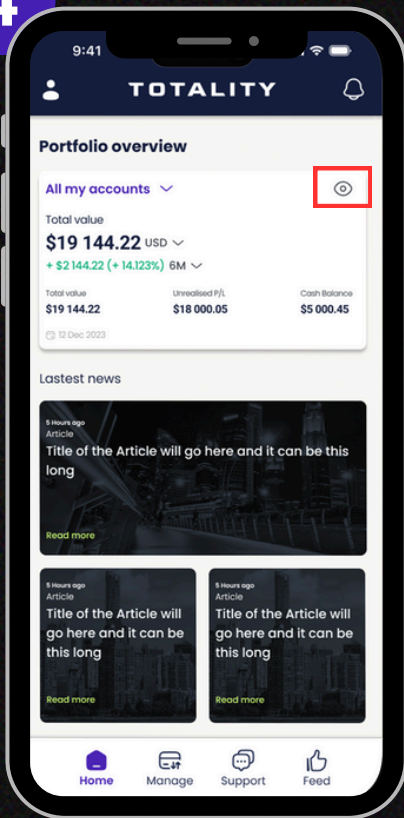 9:41
TOTALITY
Portfolio overview
All my accounts
Total value
$19 144.22 USD
+ $2 144.22 (+ 14.123%) 6M
Total value Unrealised P/L Cash Balance
$19 144.22 $18 000.05 $5 000.45
12 Dec 2023
Lastest news
5 Hours ago
Article
Title of the Article will go here and it can be this
long
Read more
5 Hours ago
Article
Title of the Article will
go here and it can be
this long
Read more
5 Hours ago
Article
Title of the Article will
go here and it can be
this long
Read more
Home Manage Support Feed